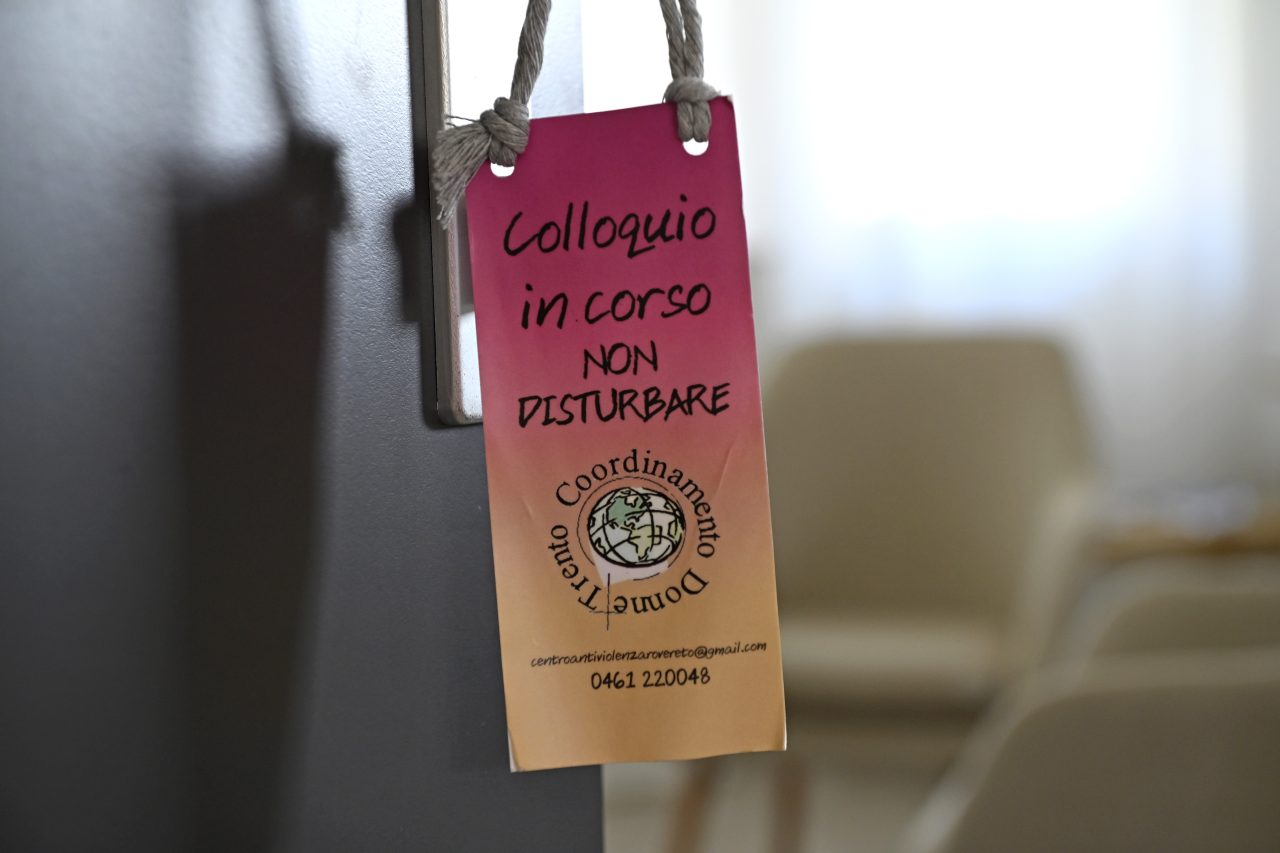 Colloquio
in corso
NON
DISTURBARE
Coordinamento Donne Trento
centroantiviolenzarovereto@gmail.com
0461 220048